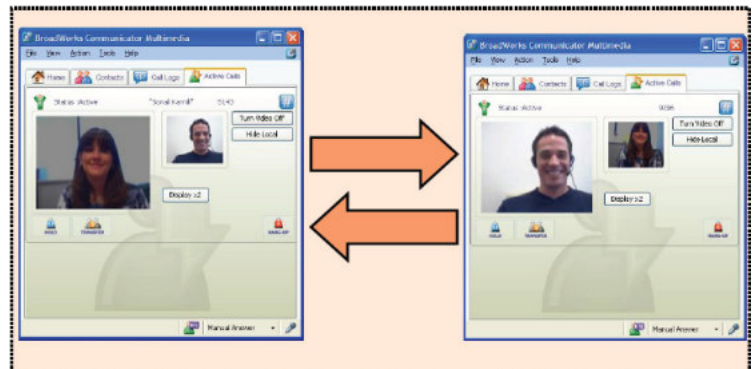 BroadWorks Communicator Multimedia
File View Action Tools Help
Home Contacts Call Logs Active Calls
Status :Active 5143
Turn Video Off
Hide Local
Display x2
HOLD TRANSFER HANG-UP
Manual Answer
BroadWorks Communicator Multimedia
File View Action Tools Help
Home Contacts Call Logs Active Calls
Status :Active
Turn Video Off
Hide Local
Display x2
HOLD TRANSFER HANG-UP
Manual Answer